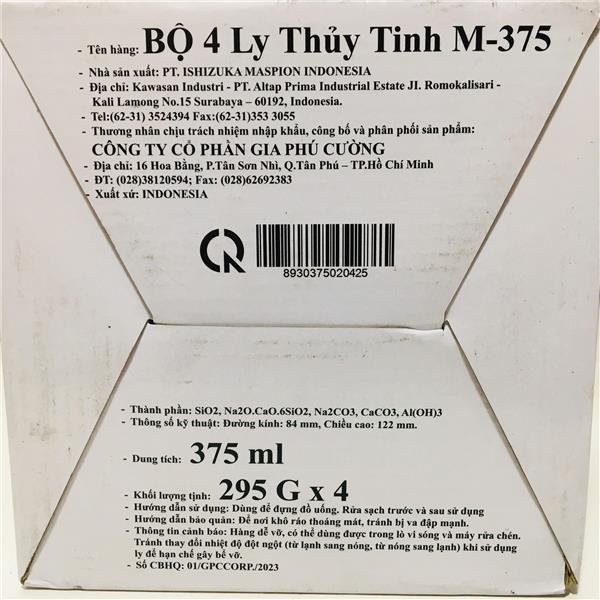 - Tên hàng: BỘ 4 Ly Thủy Tinh M-375
- Nhà sản xuất: PT. ISHIZUKA MASPION INDONESIA
- Địa chỉ: Kawasan Industri - PT. Altap Prima Industrial Estate JI. Romokalisari -
Kali Lamong No.15 Surabaya – 60192, Indonesia.
- Tel:(62-31) 3524394 Fax:(62-31)353 3055
- Thương nhân chịu trách nhiệm nhập khẩu, công bố và phân phối sản phẩm:
CÔNG TY CỔ PHẦN GIA PHÚ CƯỜNG
- Địa chỉ: 16 Hoa Bằng, P.Tân Sơn Nhì, Q.Tân Phú – TP.Hồ Chí Minh
- ĐT: (028)38120594; Fax: (028)62692383
- Xuất xứ: INDONESIA
CR
8930375020425
- Thành phần: SiO2, Na2O.CaO.6SiO2, Na2CO3, CaCO3, Al(OH)3
- Thông số kỹ thuật: Đường kính: 84 mm, Chiều cao: 122 mm.
- Dung tích: 375 ml
- Khối lượng tịnh: 295 G x 4
- Hướng dẫn sử dụng: Dùng để đựng đồ uống. Rửa sạch trước và sau sử dụng
- Hướng dẫn bảo quản: Để nơi khô ráo thoáng mát, tránh bị va đập mạnh.
- Thông tin cảnh báo: Hàng dễ vỡ, có thể dùng được trong lò vi sóng và máy rửa chén.
Tránh thay đổi nhiệt độ đột ngột (từ lạnh sang nóng, từ nóng sang lạnh) khi sử dụng
ly để hạn chế gây bể vỡ.
- Số CBHQ: 01/GPCCORP./2023